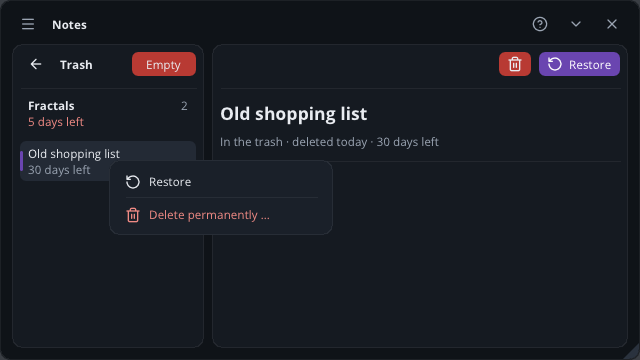 Notes
Trash
Empty
Restore
Fractals 2
5 days left
Old shopping list
30 days left
Old shopping list
In the trash · deleted today · 30 days left
Restore
Delete permanently ...